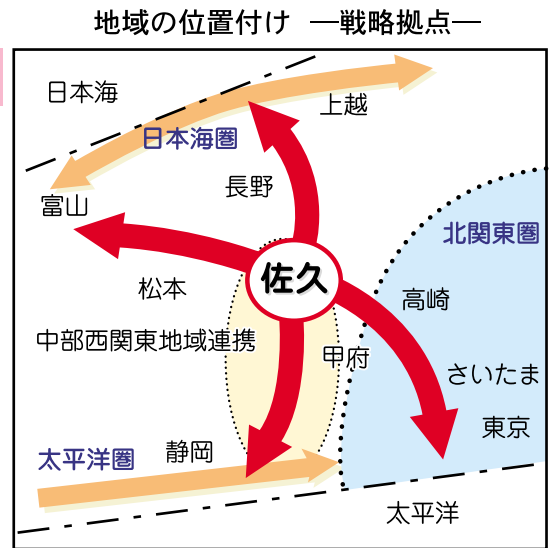 地域の位置付け ―戦略拠点―
日本海
上越
日本海圏
長野
富山
北関東圏
佐久
松本
高崎
中部西関東地域連携
甲府
さいたま
東京
静岡
太平洋圏
太平洋